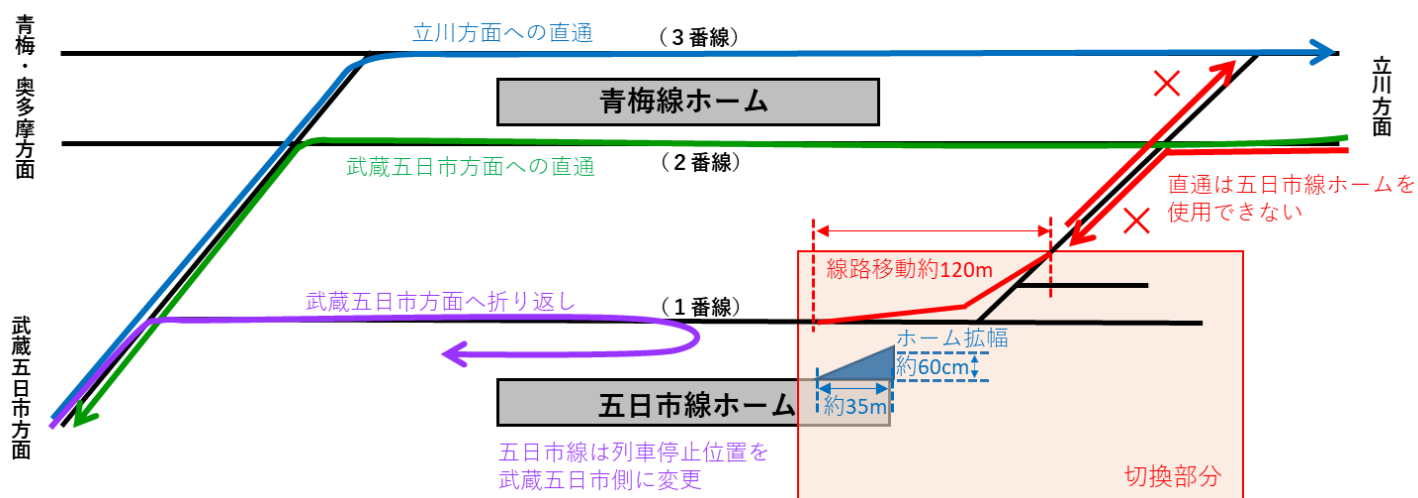 青梅・奥多摩方面
立川方面への直通
（３番線）
立川方面
青梅線ホーム
武蔵五日市方面への直通
（２番線）
直通は五日市線ホームを
使用できない
線路移動約120m
武蔵五日市方面へ折り返し
（１番線）
武蔵五日市方面
ホーム拡幅
約60cm
五日市線ホーム
約35m
五日市線は列車停止位置を
武蔵五日市側に変更
切換部分